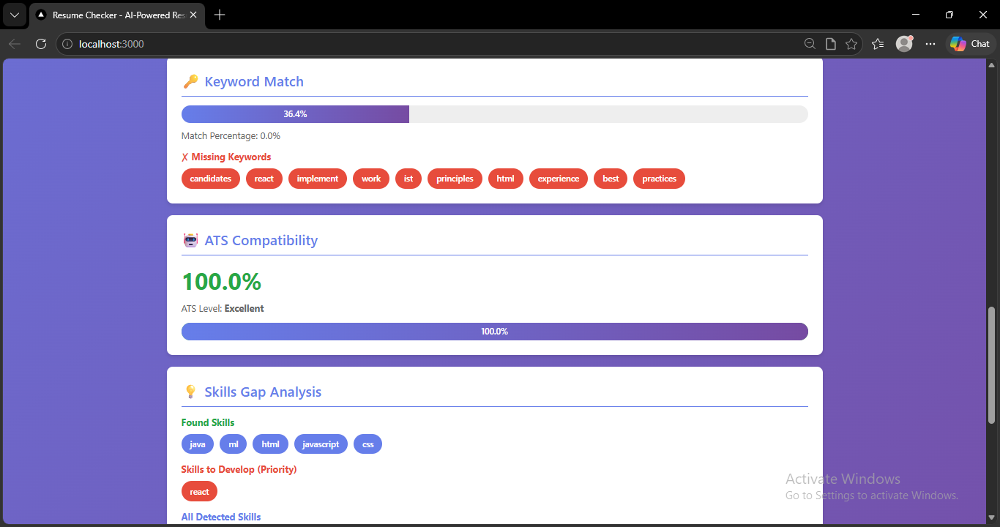 Resume Checker - AI-Powered Res
localhost:3000
Chat
Keyword Match
36.4%
Match Percentage: 0.0%
✗ Missing Keywords
candidates react implement work ist principles html experience best practices
ATS Compatibility
100.0%
ATS Level: Excellent
100.0%
Skills Gap Analysis
Found Skills
java ml html javascript css
Skills to Develop (Priority)
react
All Detected Skills
Activate Windows
Go to Settings to activate Windows.